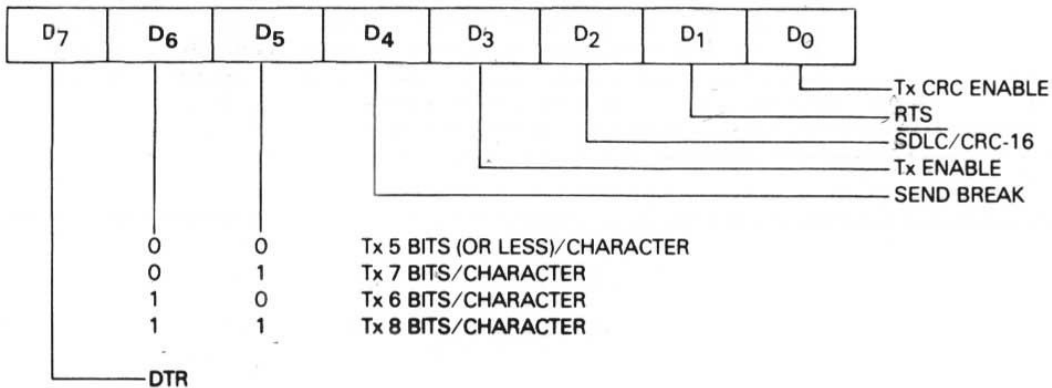 D7 D6 D5 D4 D3 D2 D1 D0
Tx CRC ENABLE
RTS
SDLC/CRC-16
Tx ENABLE
SEND BREAK
0 0 Tx 5 BITS (OR LESS)/CHARACTER
0 1 Tx 7 BITS/CHARACTER
1 0 Tx 6 BITS/CHARACTER
1 1 Tx 8 BITS/CHARACTER
DTR